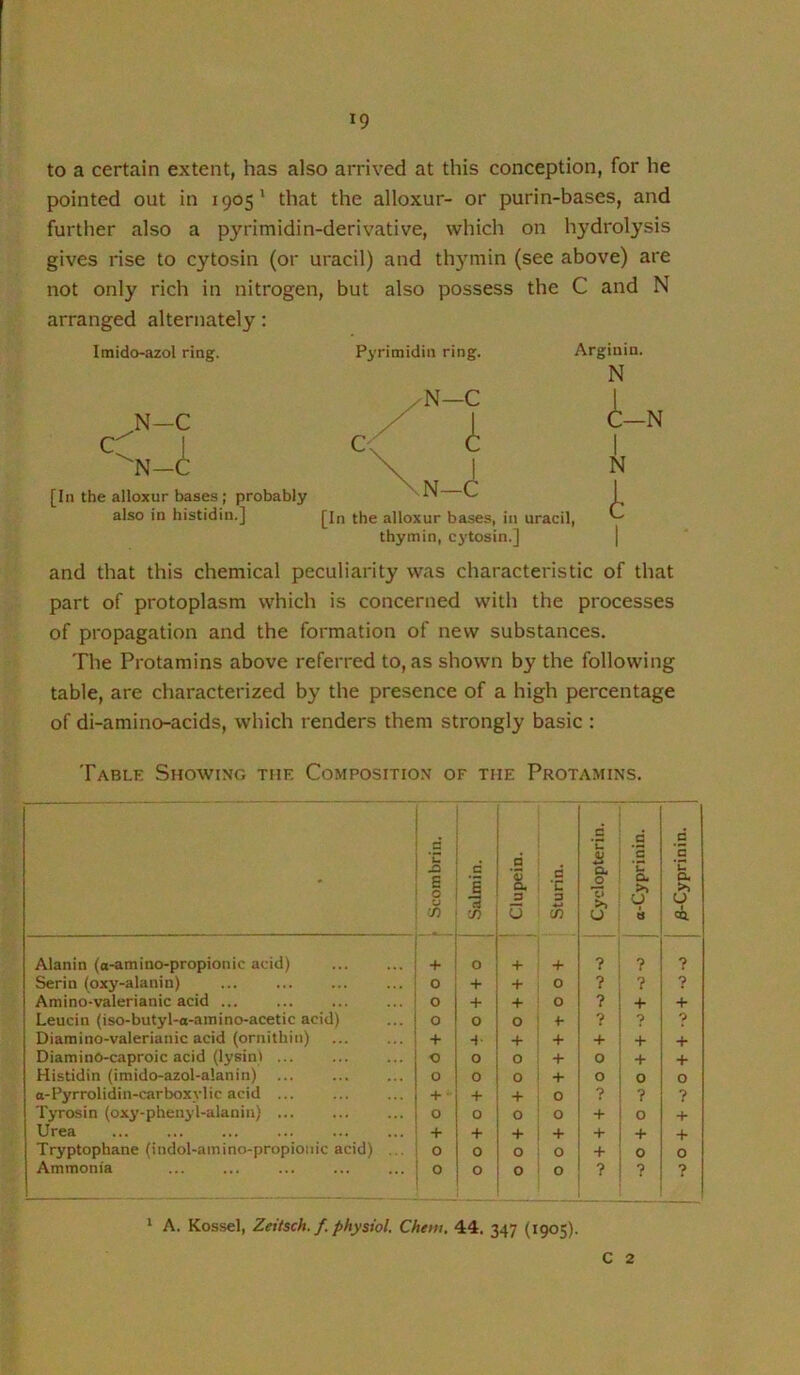 19
to a certain extent, has also arrived at this conception, for he
pointed out in 1905¹ that the alloxur- or purin-bases, and
further also a pyrimidin-derivative, which on hydrolysis
gives rise to cytosin (or uracil) and thymin (see above) are
not only rich in nitrogen, but also possess the C and N
arranged alternately:
Imido-azol ring. Pyrimidin ring. Arginin.
N
N—C
N—C C—N
C C C
N—C N
N—C
[In the alloxur bases; probably
also in histidin.] [In the alloxur bases, in uracil, C
thymin, cytosin.]
and that this chemical peculiarity was characteristic of that
part of protoplasm which is concerned with the processes
of propagation and the formation of new substances.
The Protamins above referred to, as shown by the following
table, are characterized by the presence of a high percentage
of di-amino-acids, which renders them strongly basic :
Table Showing the Composition of the Protamins.
Scombrin. Salmin. Clupein. Sturin. Cyclopterin. α-Cyprinin. β-Cyprinin.
Alanin (α-amino-propionic acid) ... ... + o + + ? ? ?
Serin (oxy-alanin) ... ... ... ... o + + o ? ? ?
Amino-valerianic acid ... ... ... ... o + + o ? + +
Leucin (iso-butyl-α-amino-acetic acid) ... o o o + ? ? ?
Diamino-valerianic acid (ornithin) ... ... + + + + + + +
Diamino-caproic acid (lysin) ... ... ... o o o + o + +
Histidin (imido-azol-alanin) ... ... ... o o o + o o o
α-Pyrrolidin-carboxylic acid ... ... ... + + + o ? ? ?
Tyrosin (oxy-phenyl-alanin) ... ... ... o o o o + o +
Urea ... ... ... ... ... ... + + + + + + +
Tryptophane (indol-amino-propionic acid) ... o o o o + o o
Ammonia ... ... ... ... ... o o o o ? ? ?
¹ A. Kossel, Zeitsch. f. physiol. Chem. 44. 347 (1905).
C 2